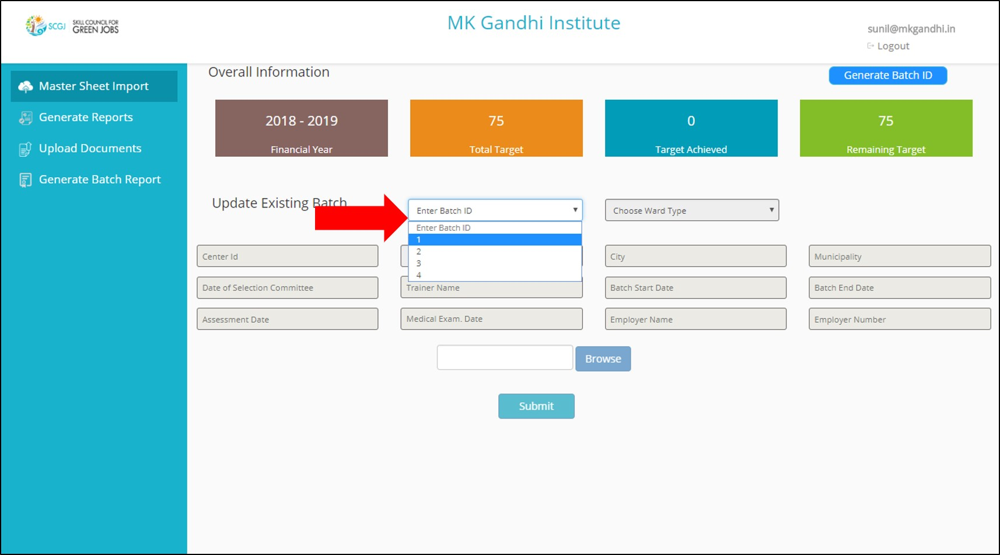 SCGJ
SKILL COUNCIL FOR
GREEN JOBS
MK Gandhi Institute
sunil@mkgandhi.in
Logout
Master Sheet Import
Generate Reports
Upload Documents
Generate Batch Report
Overall Information
Generate Batch ID
2018 - 2019
Financial Year
75
Total Target
0
Target Achieved
75
Remaining Target
Update Existing Batch
Enter Batch ID
Choose Ward Type
Enter Batch ID
1
2
3
4
Center Id
City
Municipality
Date of Selection Committee
Trainer Name
Batch Start Date
Batch End Date
Assessment Date
Medical Exam. Date
Employer Name
Employer Number
Browse
Submit